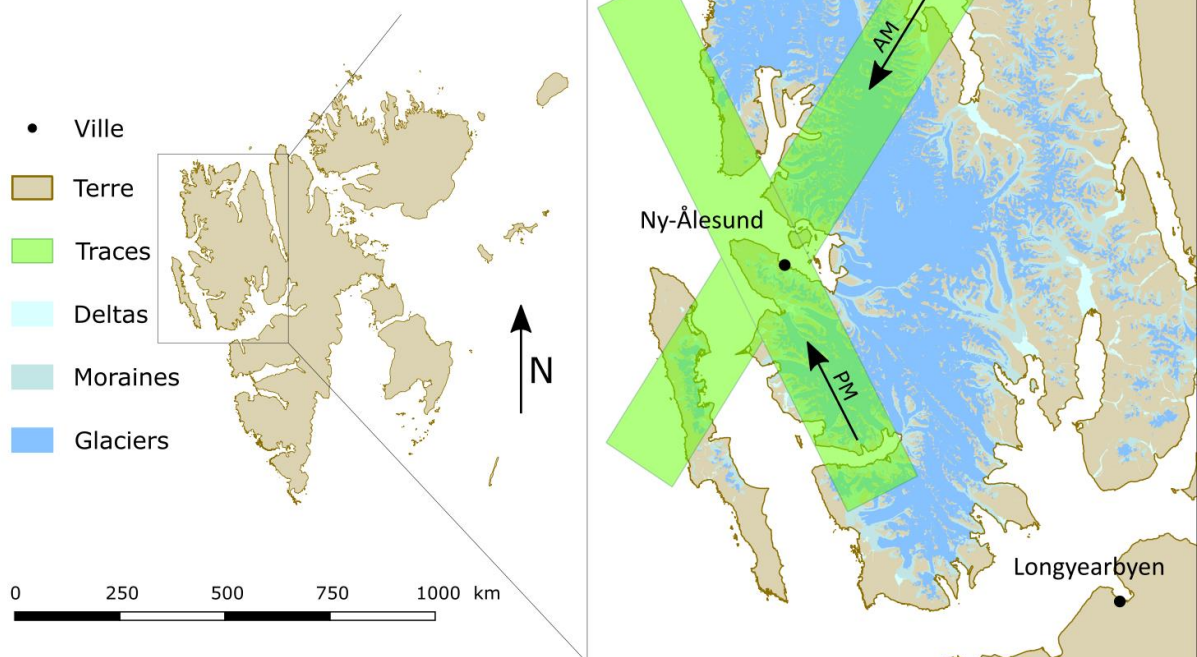 Ville
Terre
Traces
Deltas
Moraines
Glaciers
N
0 250 500 750 1000 km
AM
Ny-Ålesund
PM
Longyearbyen